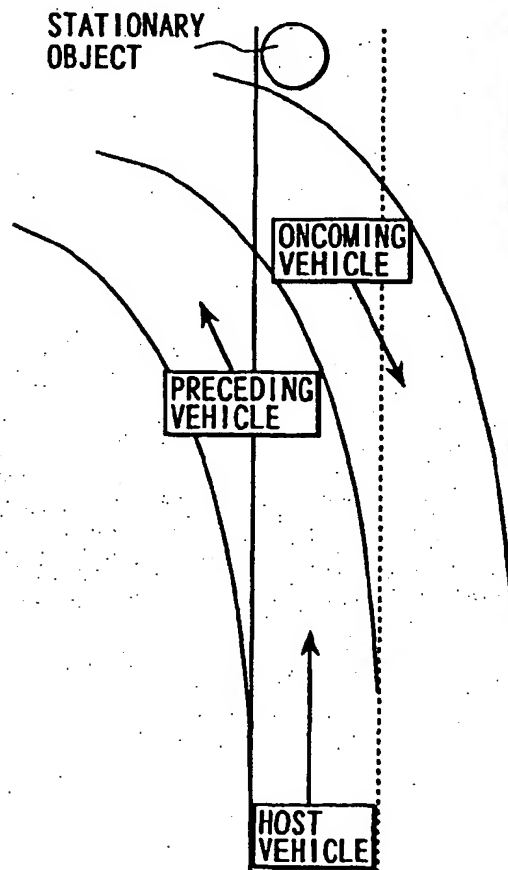 STATIONARY
OBJECT
ONCOMING
VEHICLE
PRECEDING
VEHICLE
HOST
VEHICLE